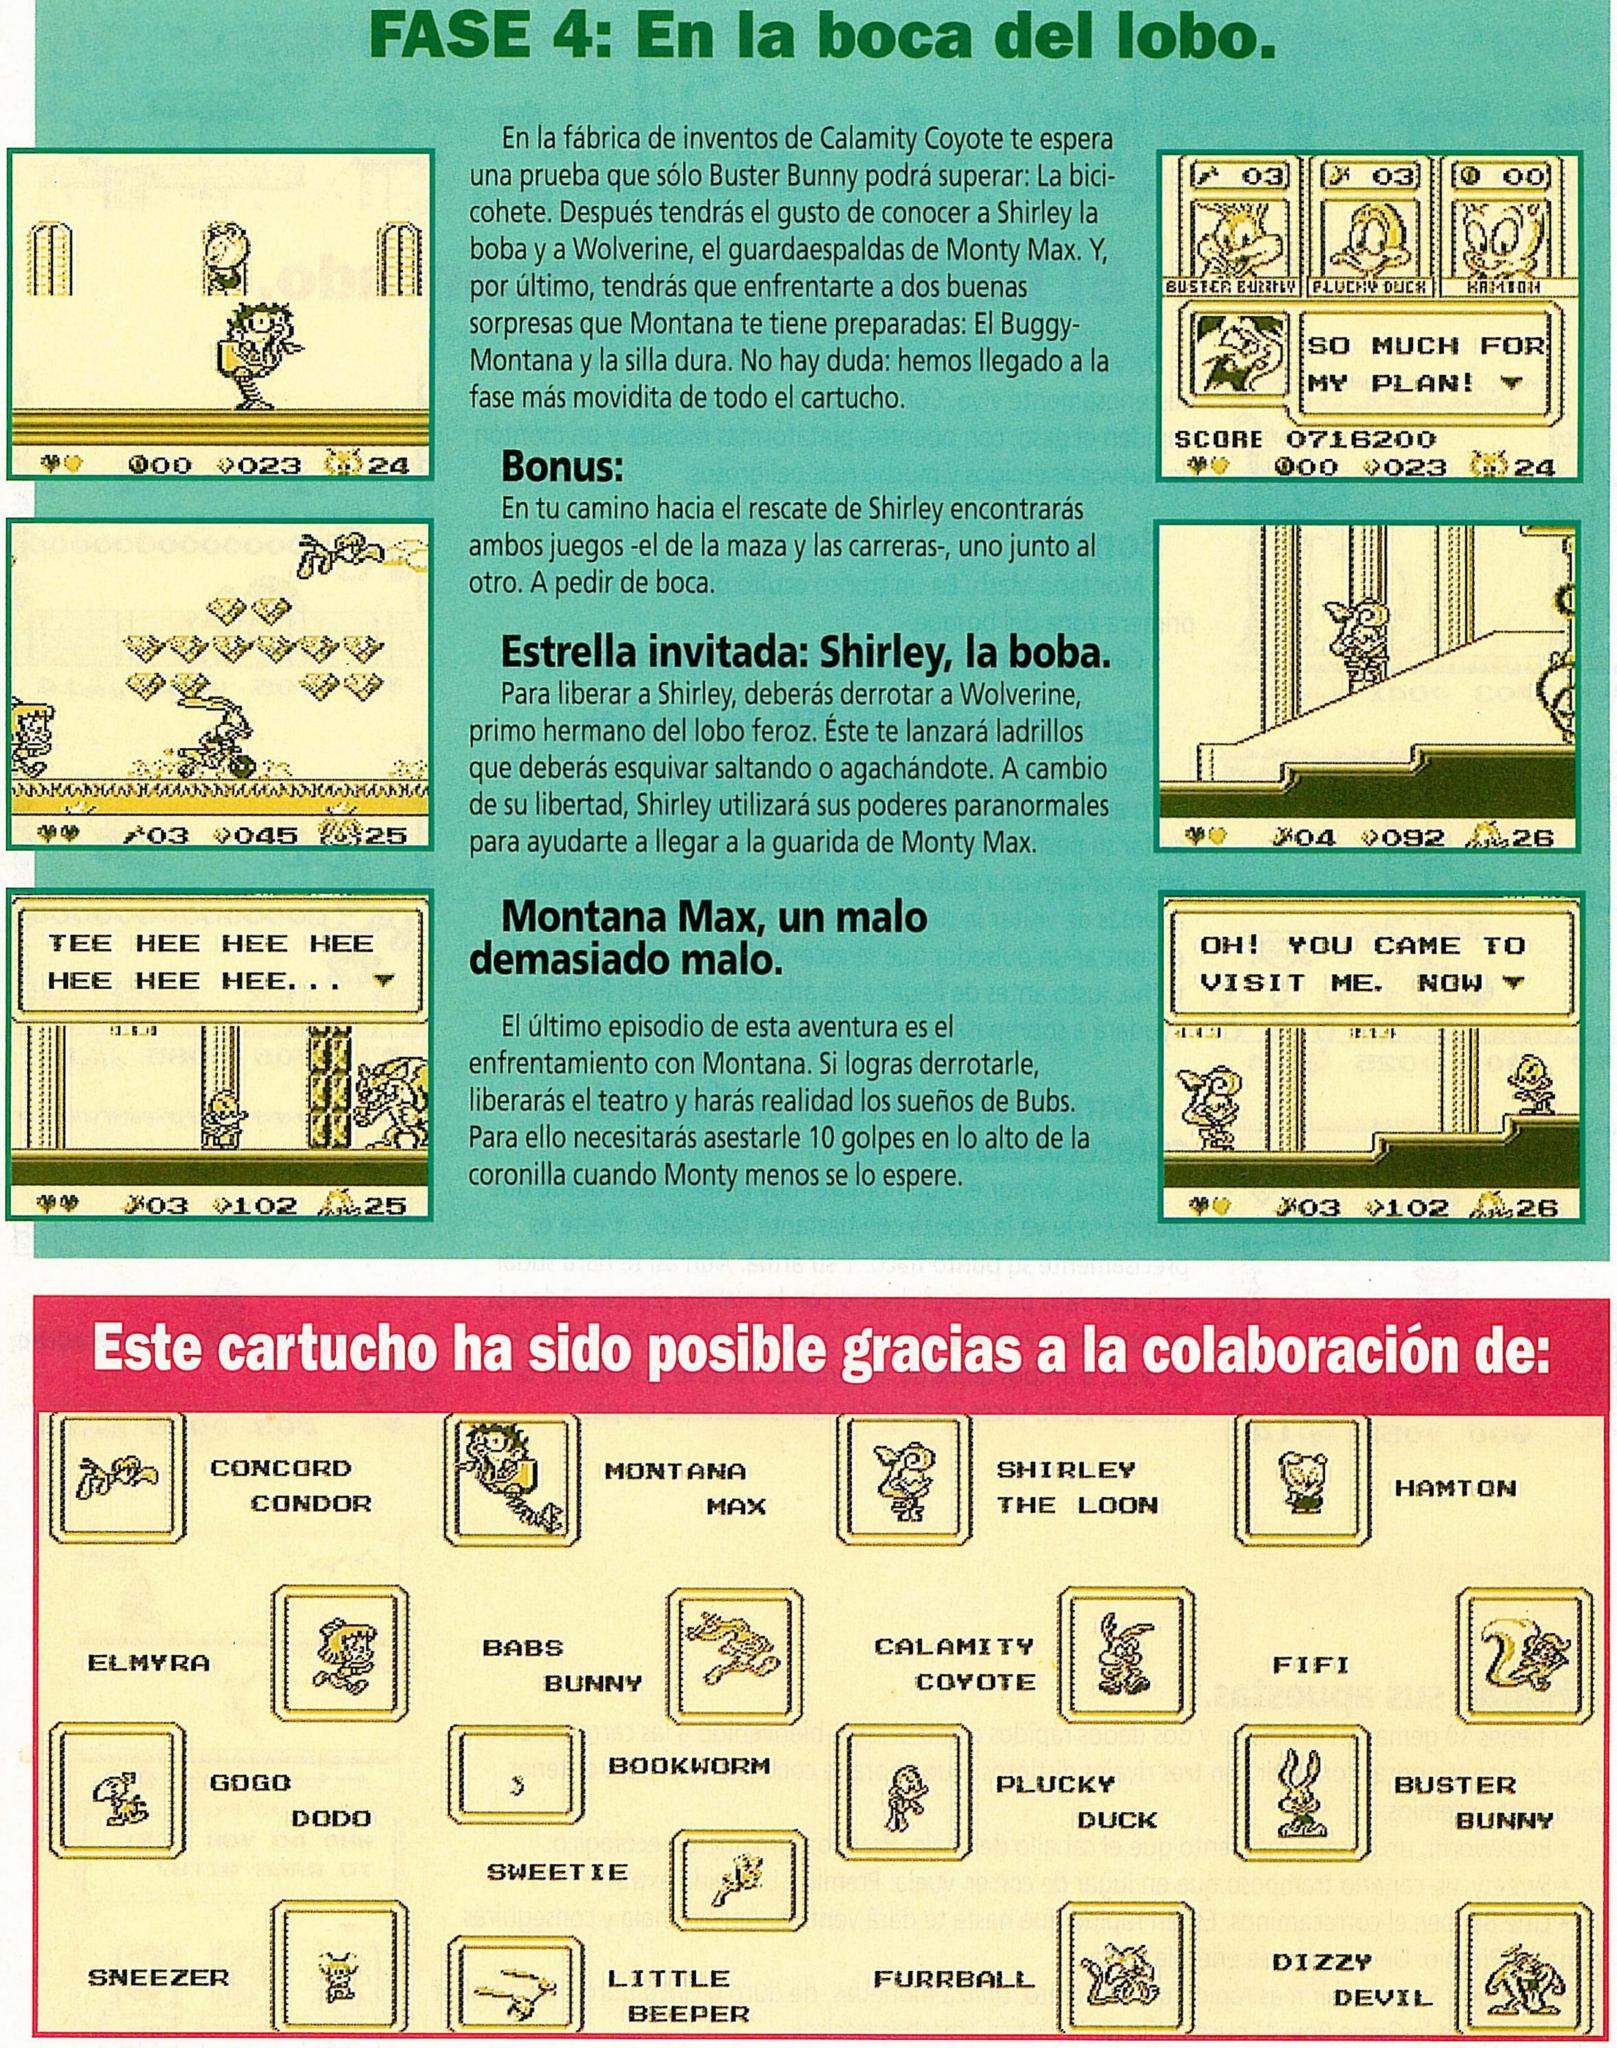 FASE 4: En la boca del lobo.
En la fábrica de inventos de Calamity Coyote te espera
una prueba que sólo Buster Bunny podrá superar: La bici-
cohete. Después tendrás el gusto de conocer a Shirley la
boba y a Wolverine, el guardaespaldas de Monty Max. Y,
por último, tendrás que enfrentarte a dos buenas
sorpresas que Montana te tiene preparadas: El Buggy-
Montana y la silla dura. No hay duda: hemos llegado a la
fase más movidita de todo el cartucho.
Bonus:
En tu camino hacia el rescate de Shirley encontrarás
ambos juegos -el de la maza y las carreras-, uno junto al
otro. A pedir de boca.
Estrella invitada: Shirley, la boba.
Para liberar a Shirley, deberás derrotar a Wolverine,
primo hermano del lobo feroz. Éste te lanzará ladrillos
que deberás esquivar saltando o agachándote. A cambio
de su libertad, Shirley utilizará sus poderes paranormales
para ayudarte a llegar a la guarida de Monty Max.
Montana Max, un malo
demasiado malo.
El último episodio de esta aventura es el
enfrentamiento con Montana. Si logras derrotarle,
liberarás el teatro y harás realidad los sueños de Bubs.
Para ello necesitarás asestarle 10 golpes en lo alto de la
coronilla cuando Monty menos se lo espere.
00 023 24
03 045 25
TEE HEE HEE HEE
HEE HEE HEE...
03 102 25
03 03 00
BUSTER BUNNY PLUCKY DUCK HAMTON
SO MUCH FOR
MY PLAN!
SCORE 0716200
00 023 24
04 092 26
OH! YOU CAME TO
VISIT ME. NOW
03 102 26
Este cartucho ha sido posible gracias a la colaboración de:
CONCORD
CONDOR
MONTANA
MAX
SHIRLEY
THE LOON
HAMTON
ELMYRA
BABS
BUNNY
CALAMITY
COYOTE
FIFI
GOGO
DODO
BOOKWORM
PLUCKY
DUCK
BUSTER
BUNNY
SWEETIE
SNEEZER
LITTLE
BEEPER
FURRBALL
DIZZY
DEVIL